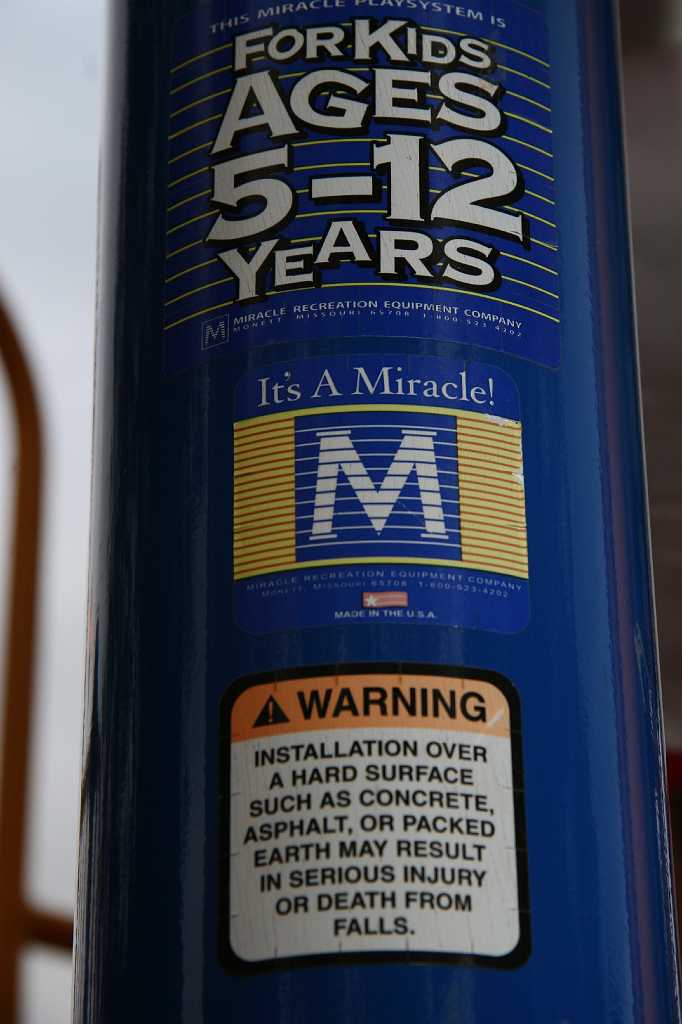 THIS MIRACLE PLAYSYSTEM IS
FOR KIDS
AGES
5-12
YEARS
M
MIRACLE RECREATION EQUIPMENT COMPANY
MONETT, MISSOURI 65708 1-800-523-4202
It's A Miracle!
M
MIRACLE RECREATION EQUIPMENT COMPANY
MONETT, MISSOURI 65708 1-800-523-4202
MADE IN THE U.S.A.
WARNING
INSTALLATION OVER
A HARD SURFACE
SUCH AS CONCRETE,
ASPHALT, OR PACKED
EARTH MAY RESULT
IN SERIOUS INJURY
OR DEATH FROM
FALLS.